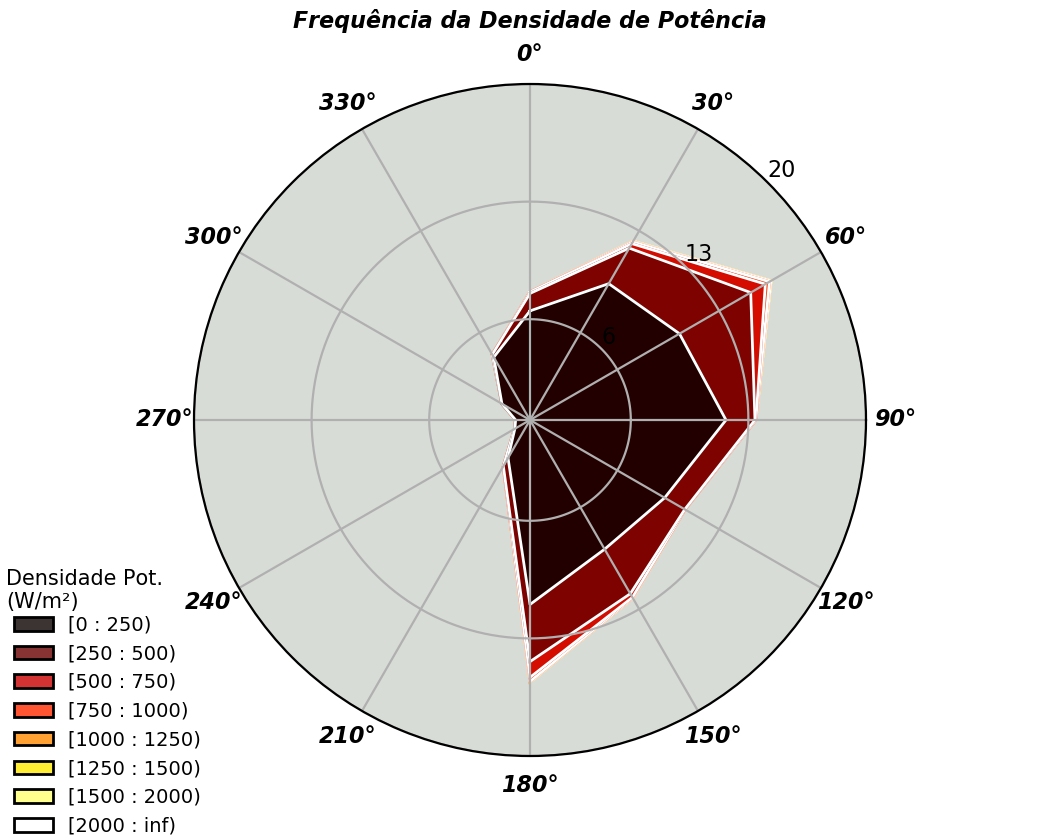 Frequência da Densidade de Potência
0°
330°
30°
20
300°
60°
13
6
270°
90°
Densidade Pot.
(W/m²)
240°
120°
[0 : 250)
[250 : 500)
[500 : 750)
[750 : 1000)
[1000 : 1250)
[1250 : 1500)
[1500 : 2000)
[2000 : inf)
210°
150°
180°